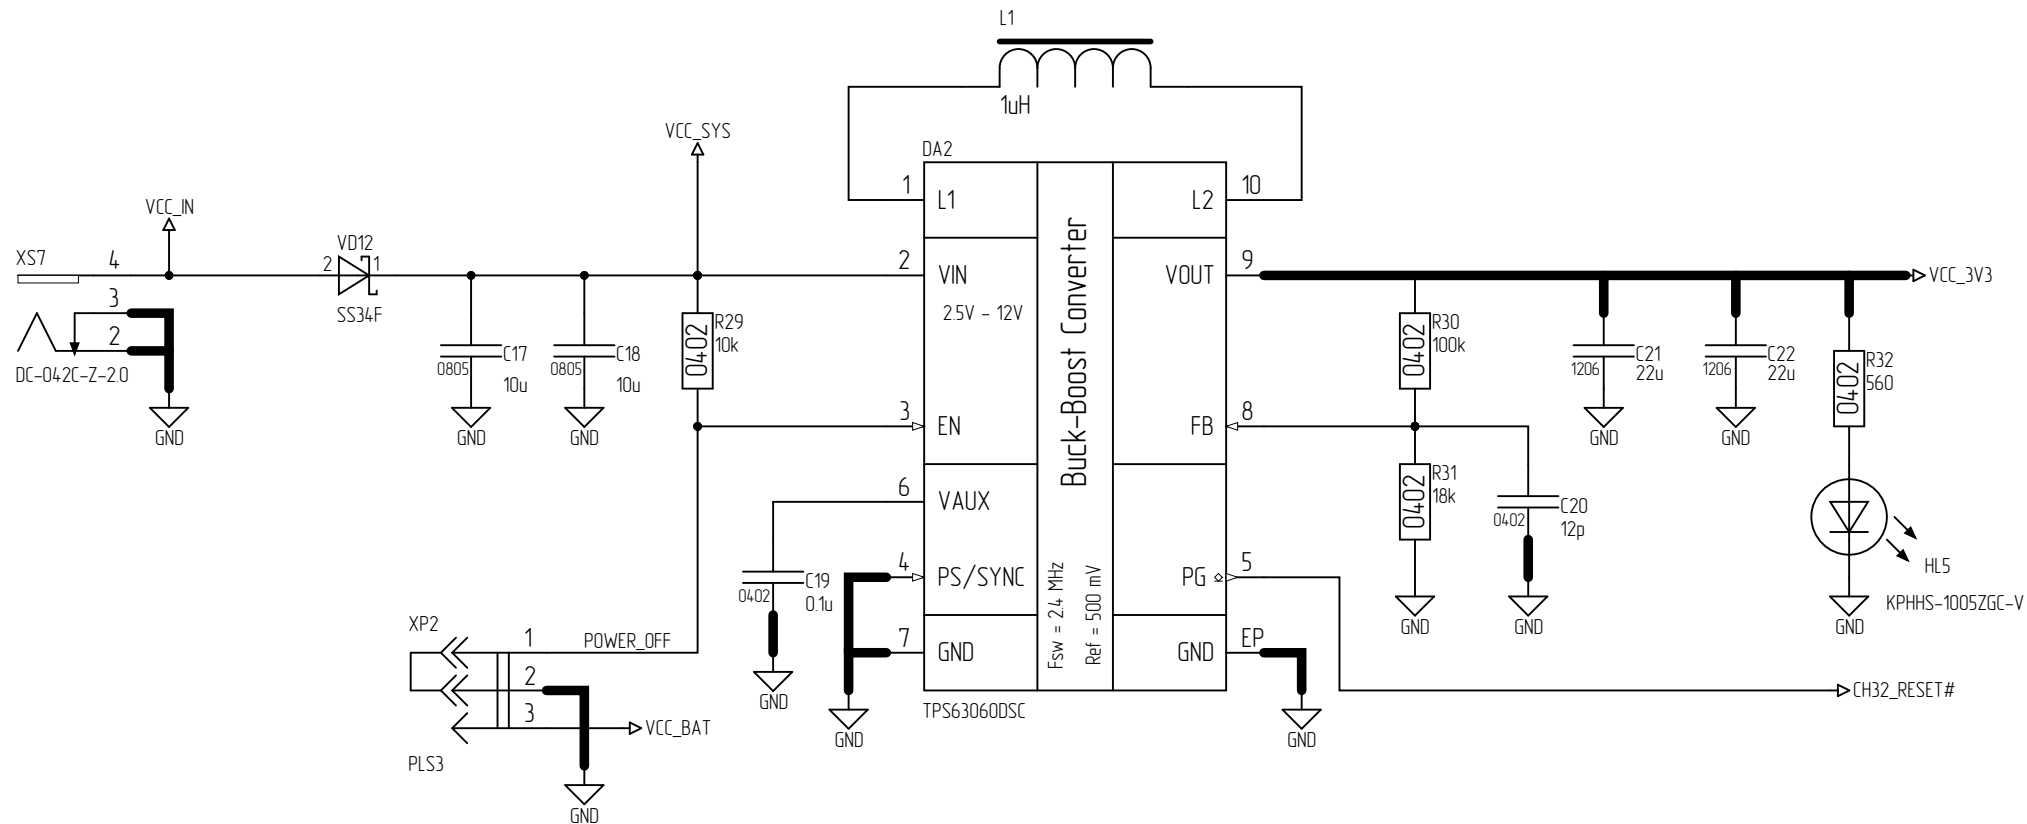 L1
1uH
VCC_SYS
DA2
1
L1
L2
10
VCC_IN
XS7
4
VD12
2
1
SS34F
2
VIN
2.5V - 12V
VOUT
9
VCC_3V3
3
2
DC-042C-Z-2.0
GND
C17
0805
10u
GND
C18
0805
10u
GND
R29
10k
0402
3
EN
Buck-Boost Converter
FB
8
R30
100k
0402
R31
18k
0402
GND
C20
0402
12p
GND
C21
1206
22u
GND
C22
1206
22u
GND
R32
560
0402
HL5
KPHHS-1005ZGC-V
GND
6
VAUX
C19
0402
0.1u
GND
4
PS/SYNC
Fsw = 2.4 MHz
Ref = 500 mV
PG
5
7
GND
GND
EP
GND
GND
TPS63060DSC
CH32_RESET#
XP2
1
POWER_OFF
2
3
VCC_BAT
PLS3
GND